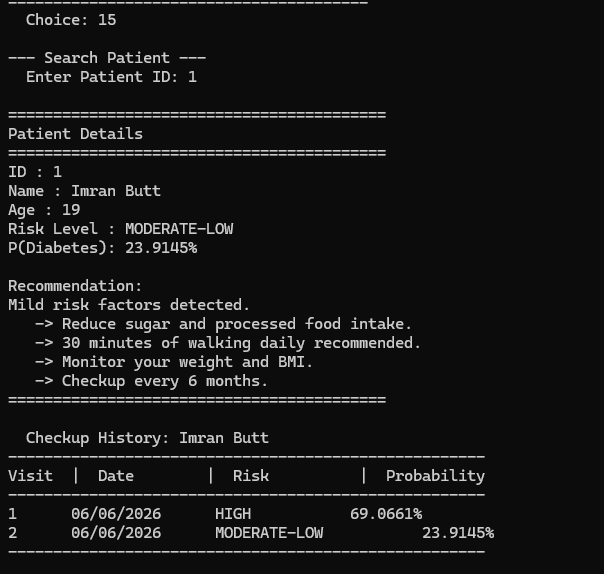 ========================================
  Choice: 15
--- Search Patient ---
  Enter Patient ID: 1
==========================================
Patient Details
==========================================
ID : 1
Name : Imran Butt
Age : 19
Risk Level : MODERATE-LOW
P(Diabetes): 23.9145%
Recommendation:
Mild risk factors detected.
   -> Reduce sugar and processed food intake.
   -> 30 minutes of walking daily recommended.
   -> Monitor your weight and BMI.
   -> Checkup every 6 months.
==========================================
  Checkup History: Imran Butt
-----------------------------------------------------
Visit  |  Date        |  Risk          |  Probability
-----------------------------------------------------
1      06/06/2026      HIGH           69.0661%
2      06/06/2026      MODERATE-LOW           23.9145%
-----------------------------------------------------